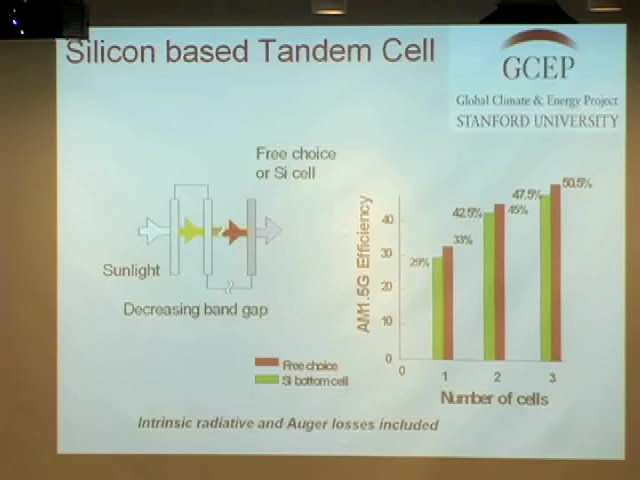 Silicon based Tandem Cell
GCEP
Global Climate & Energy Project
STANFORD UNIVERSITY
Free choice
or Si cell
Sunlight
Decreasing band gap
Free choice
Si bottom cell
AM1.5G Efficiency
40
30
20
10
0
0
1
2
3
29%
33%
42.5%
45%
47.5%
50.5%
Number of cells
Intrinsic radiative and Auger losses included